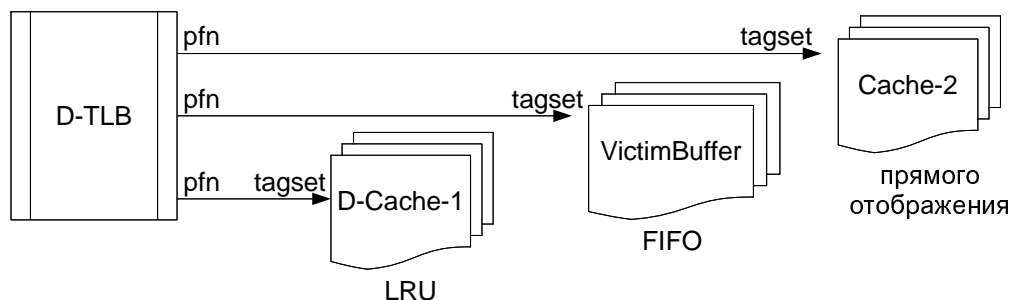 pfn
tagset
Cache-2
D-TLB
pfn
tagset
VictimBuffer
pfn
tagset
D-Cache-1
прямого
отображения
FIFO
LRU